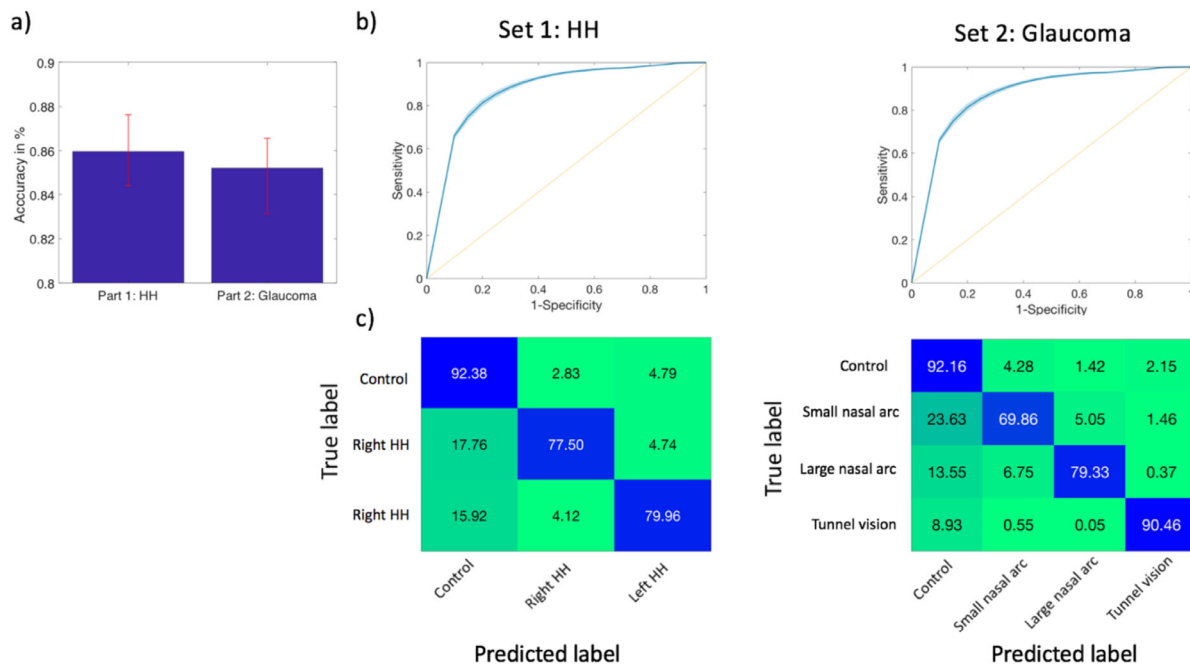 a)
0.9
0.88
0.86
0.84
0.82
0.8
Acccuracy in %
Part 1: HH
Part 2: Glaucoma
b)
Set 1: HH
1
0.8
0.6
0.4
0.2
0
Sensitivity
0 0.2 0.4 0.6 0.8 1
1-Specificity
Set 2: Glaucoma
1
0.8
0.6
0.4
0.2
0
Sensitivity
0 0.2 0.4 0.6 0.8 1
1-Specificity
c)
True label
Control 92.38 2.83 4.79
Right HH 17.76 77.50 4.74
Right HH 15.92 4.12 79.96
Control
Right HH
Left HH
Predicted label
True label
Control 92.16 4.28 1.42 2.15
Small nasal arc 23.63 69.86 5.05 1.46
Large nasal arc 13.55 6.75 79.33 0.37
Tunnel vision 8.93 0.55 0.05 90.46
Control
Small nasal arc
Large nasal arc
Tunnel vision
Predicted label